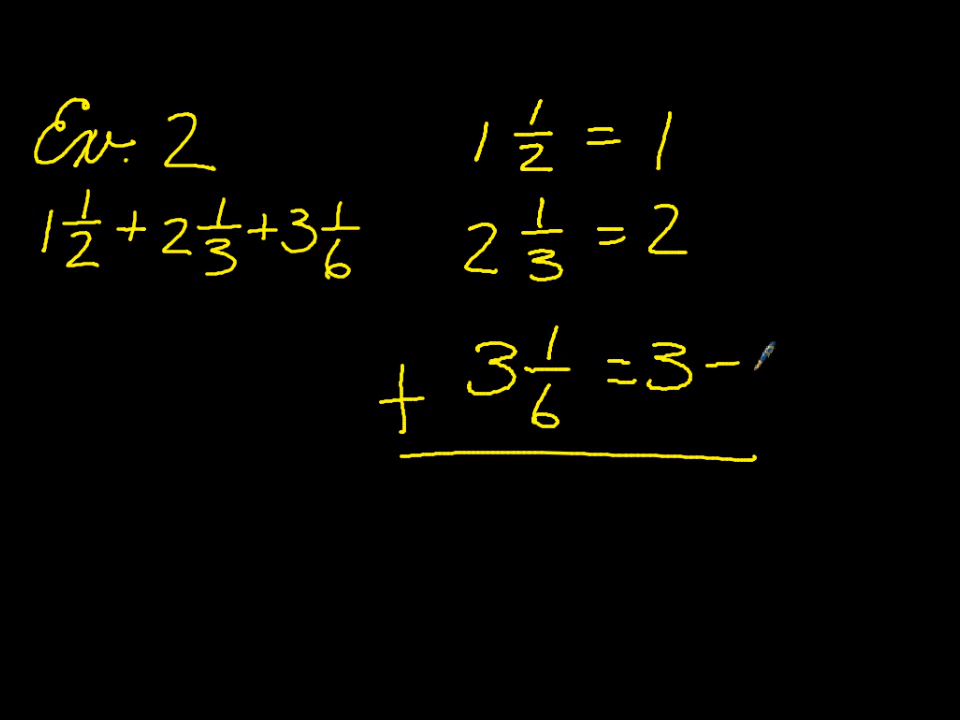 Ex. 2
1 1/2 + 2 1/3 + 3 1/6
1 1/2 = 1
2 1/3 = 2
+ 3 1/6 = 3 –